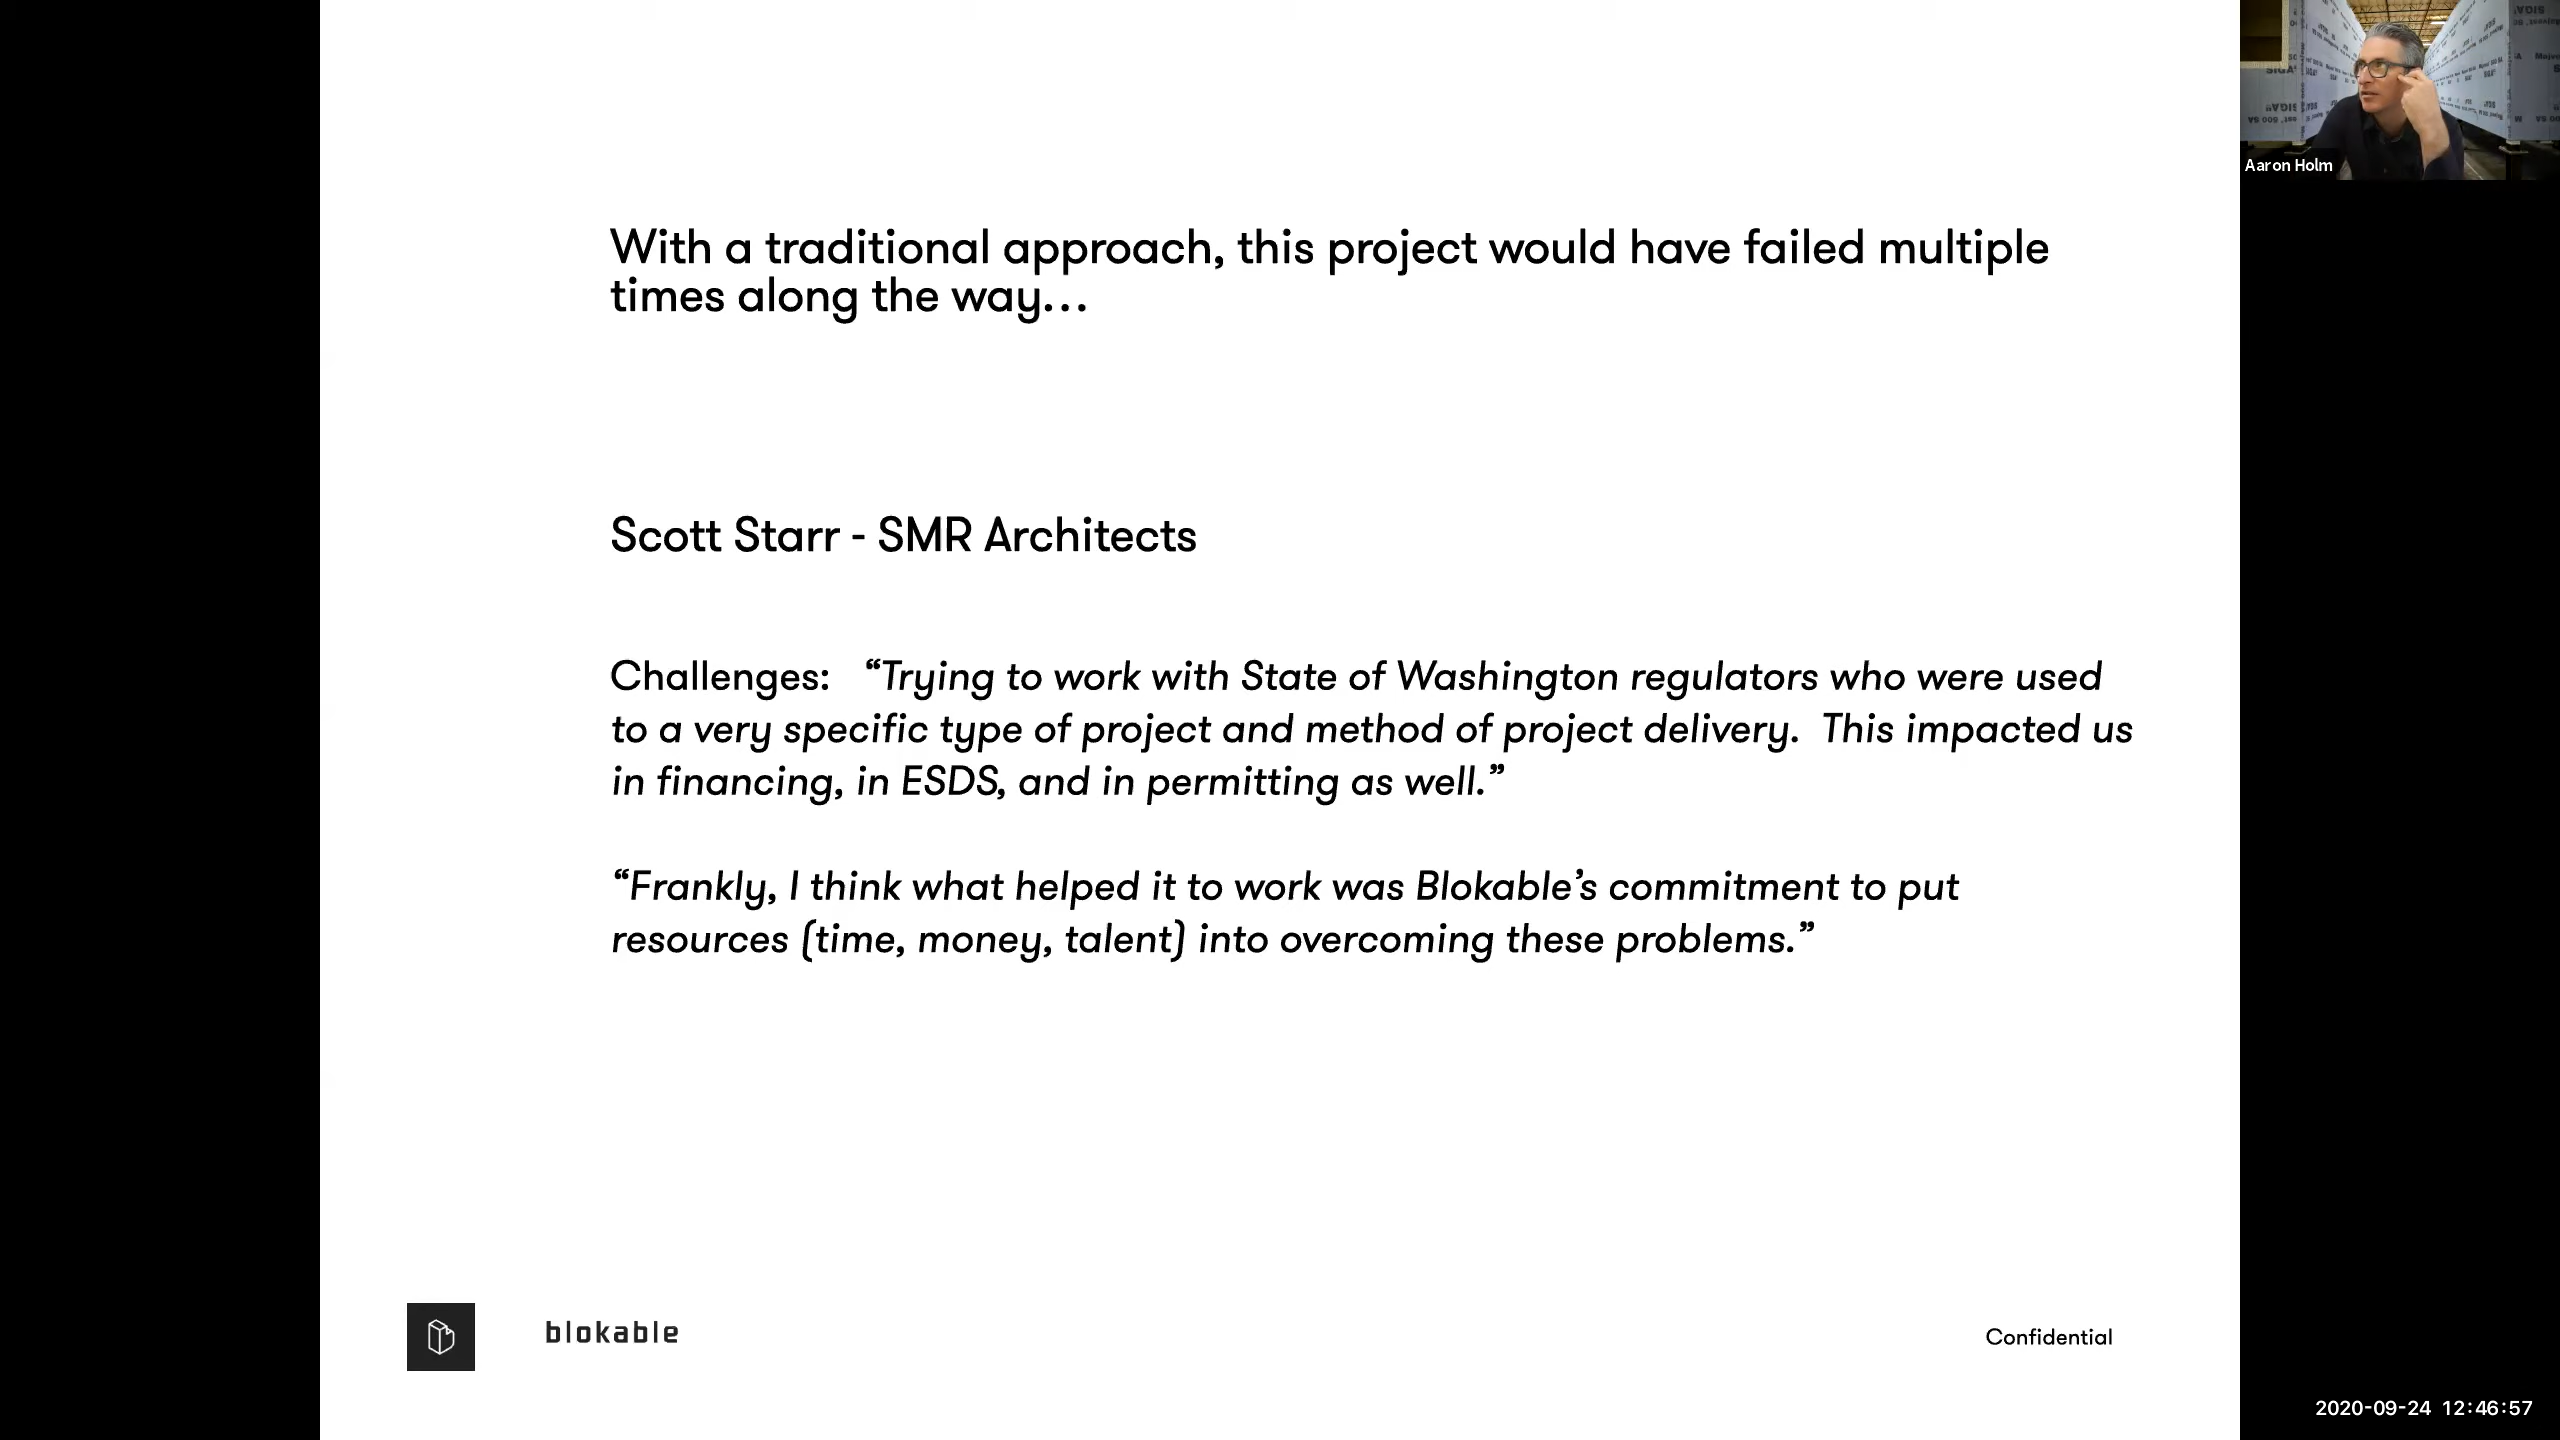 With a traditional approach, this project would have failed multiple
times along the way…
Scott Starr - SMR Architects
Challenges:   “Trying to work with State of Washington regulators who were used
to a very specific type of project and method of project delivery.  This impacted us
in financing, in ESDS, and in permitting as well.”
“Frankly, I think what helped it to work was Blokable’s commitment to put
resources (time, money, talent) into overcoming these problems.”
blokable
Confidential
Aaron Holm
SIGA
2020-09-24 12:46:57